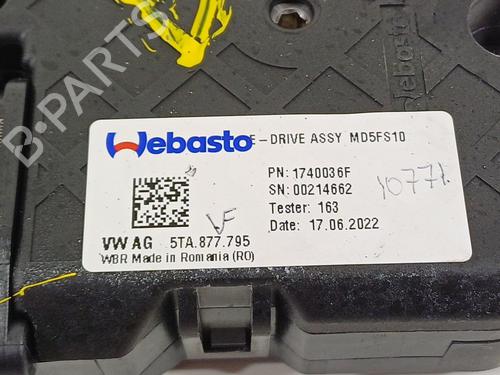 B-PARTS
Webasto
Webasto E-DRIVE ASSY MD5FS10
PN: 1740036F
SN: 00214662
10771
Tester: 163
VF
Date: 17.06.2022
VW AG 5TA.877.795
WBR Made in Romania (RO)